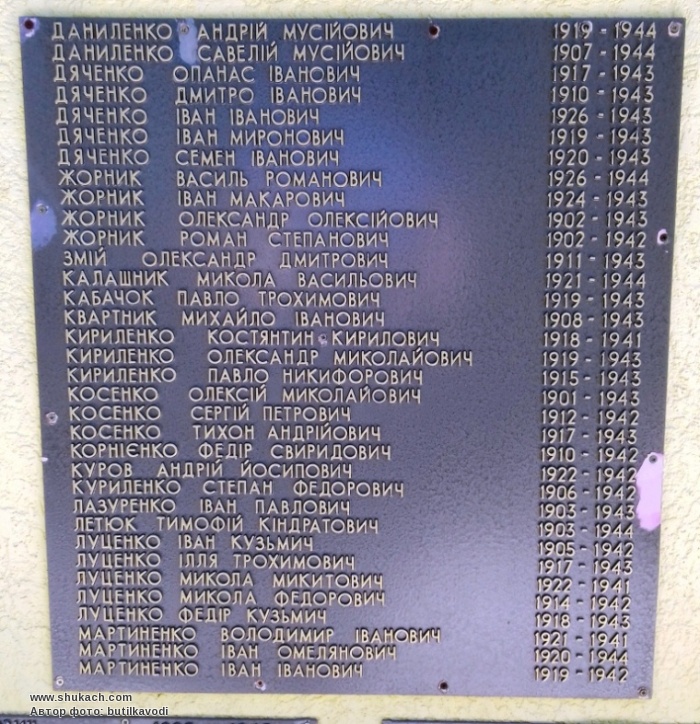 ДАНИЛЕНКО АНДРІЙ МУСІЙОВИЧ 1919 - 1944
ДАНИЛЕНКО САВЕЛІЙ МУСІЙОВИЧ 1907 - 1944
ДЯЧЕНКО ОПАНАС ІВАНОВИЧ 1917 - 1943
ДЯЧЕНКО ДМИТРО ІВАНОВИЧ 1910 - 1943
ДЯЧЕНКО ІВАН ІВАНОВИЧ 1926 - 1943
ДЯЧЕНКО ІВАН МИРОНОВИЧ 1919 - 1943
ДЯЧЕНКО СЕМЕН ІВАНОВИЧ 1920 - 1943
ЖОРНИК ВАСИЛЬ РОМАНОВИЧ 1926 - 1944
ЖОРНИК ІВАН МАКАРОВИЧ 1924 - 1943
ЖОРНИК ОЛЕКСАНДР ОЛЕКСІЙОВИЧ 1902 - 1943
ЖОРНИК РОМАН СТЕПАНОВИЧ 1902 - 1942
ЗМІЙ ОЛЕКСАНДР ДМИТРОВИЧ 1911 - 1943
КАЛАШНИК МИКОЛА ВАСИЛЬОВИЧ 1921 - 1944
КАБАЧОК ПАВЛО ТРОХИМОВИЧ 1919 - 1943
КВАРТНИК МИХАЙЛО ІВАНОВИЧ 1908 - 1943
КИРИЛЕНКО КОСТЯНТИН КИРИЛОВИЧ 1918 - 1941
КИРИЛЕНКО ОЛЕКСАНДР МИКОЛАЙОВИЧ 1919 - 1943
КИРИЛЕНКО ПАВЛО НИКИФОРОВИЧ 1915 - 1943
КОСЕНКО ОЛЕКСІЙ МИКОЛАЙОВИЧ 1901 - 1943
КОСЕНКО СЕРГІЙ ПЕТРОВИЧ 1912 - 1942
КОСЕНКО ТИХОН АНДРІЙОВИЧ 1917 - 1943
КОРНІЄНКО ФЕДІР СВИРИДОВИЧ 1910 - 1942
КУРОВ АНДРІЙ ЙОСИПОВИЧ 1922 - 1942
КУРИЛЕНКО СТЕПАН ФЕДОРОВИЧ 1906 - 1942
ЛАЗУРЕНКО ІВАН ПАВЛОВИЧ 1903 - 1943
ЛЕТЮК ТИМОФІЙ КІНДРАТОВИЧ 1903 - 1944
ЛУЦЕНКО ІВАН КУЗЬМИЧ 1905 - 1942
ЛУЦЕНКО ІЛЛЯ ТРОХИМОВИЧ 1917 - 1943
ЛУЦЕНКО МИКОЛА МИКИТОВИЧ 1922 - 1941
ЛУЦЕНКО МИКОЛА ФЕДОРОВИЧ 1914 - 1942
ЛУЦЕНКО ФЕДІР КУЗЬМИЧ 1918 - 1943
МАРТИНЕНКО ВОЛОДИМИР ІВАНОВИЧ 1921 - 1941
МАРТИНЕНКО ІВАН ОМЕЛЯНОВИЧ 1920 - 1944
МАРТИНЕНКО ІВАН ІВАНОВИЧ 1919 - 1942
www.shukach.com
Автор фото: butilkavodi